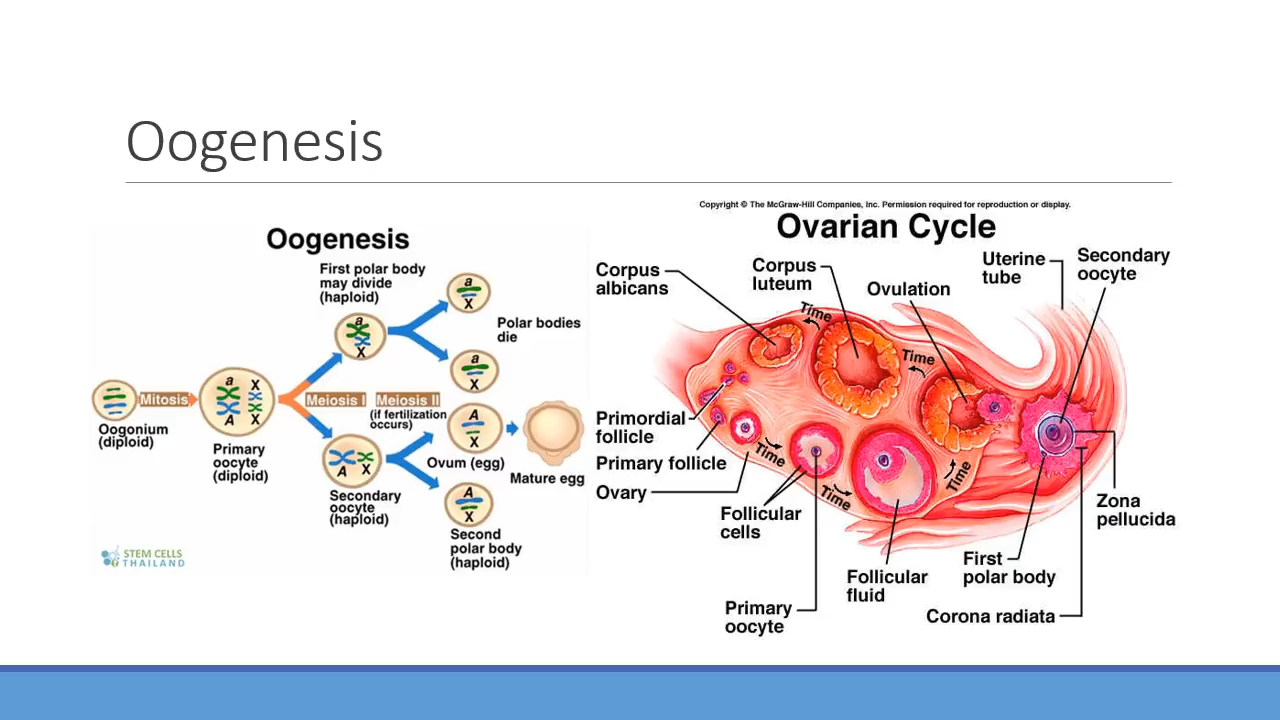 Oogenesis
Oogenesis
First polar body
may divide
(haploid)
a
X
a
X
Polar bodies
die
a
X
Mitosis
a
X
A
X
Meiosis I
Meiosis II
(if fertilization
occurs)
A
X
Oogonium
(diploid)
Primary
oocyte
(diploid)
A
X
Ovum (egg)
Mature egg
Secondary
oocyte
(haploid)
A
X
Second
polar body
(haploid)
STEM CELLS
THAILAND
Copyright © The McGraw-Hill Companies, Inc. Permission required for reproduction or display.
Ovarian Cycle
Corpus
albicans
Corpus
luteum
Ovulation
Uterine
tube
Secondary
oocyte
Time
Time
Primordial
follicle
Primary follicle
Ovary
Time
Time
Time
Follicular
cells
Zona
pellucida
First
polar body
Follicular
fluid
Primary
oocyte
Corona radiata